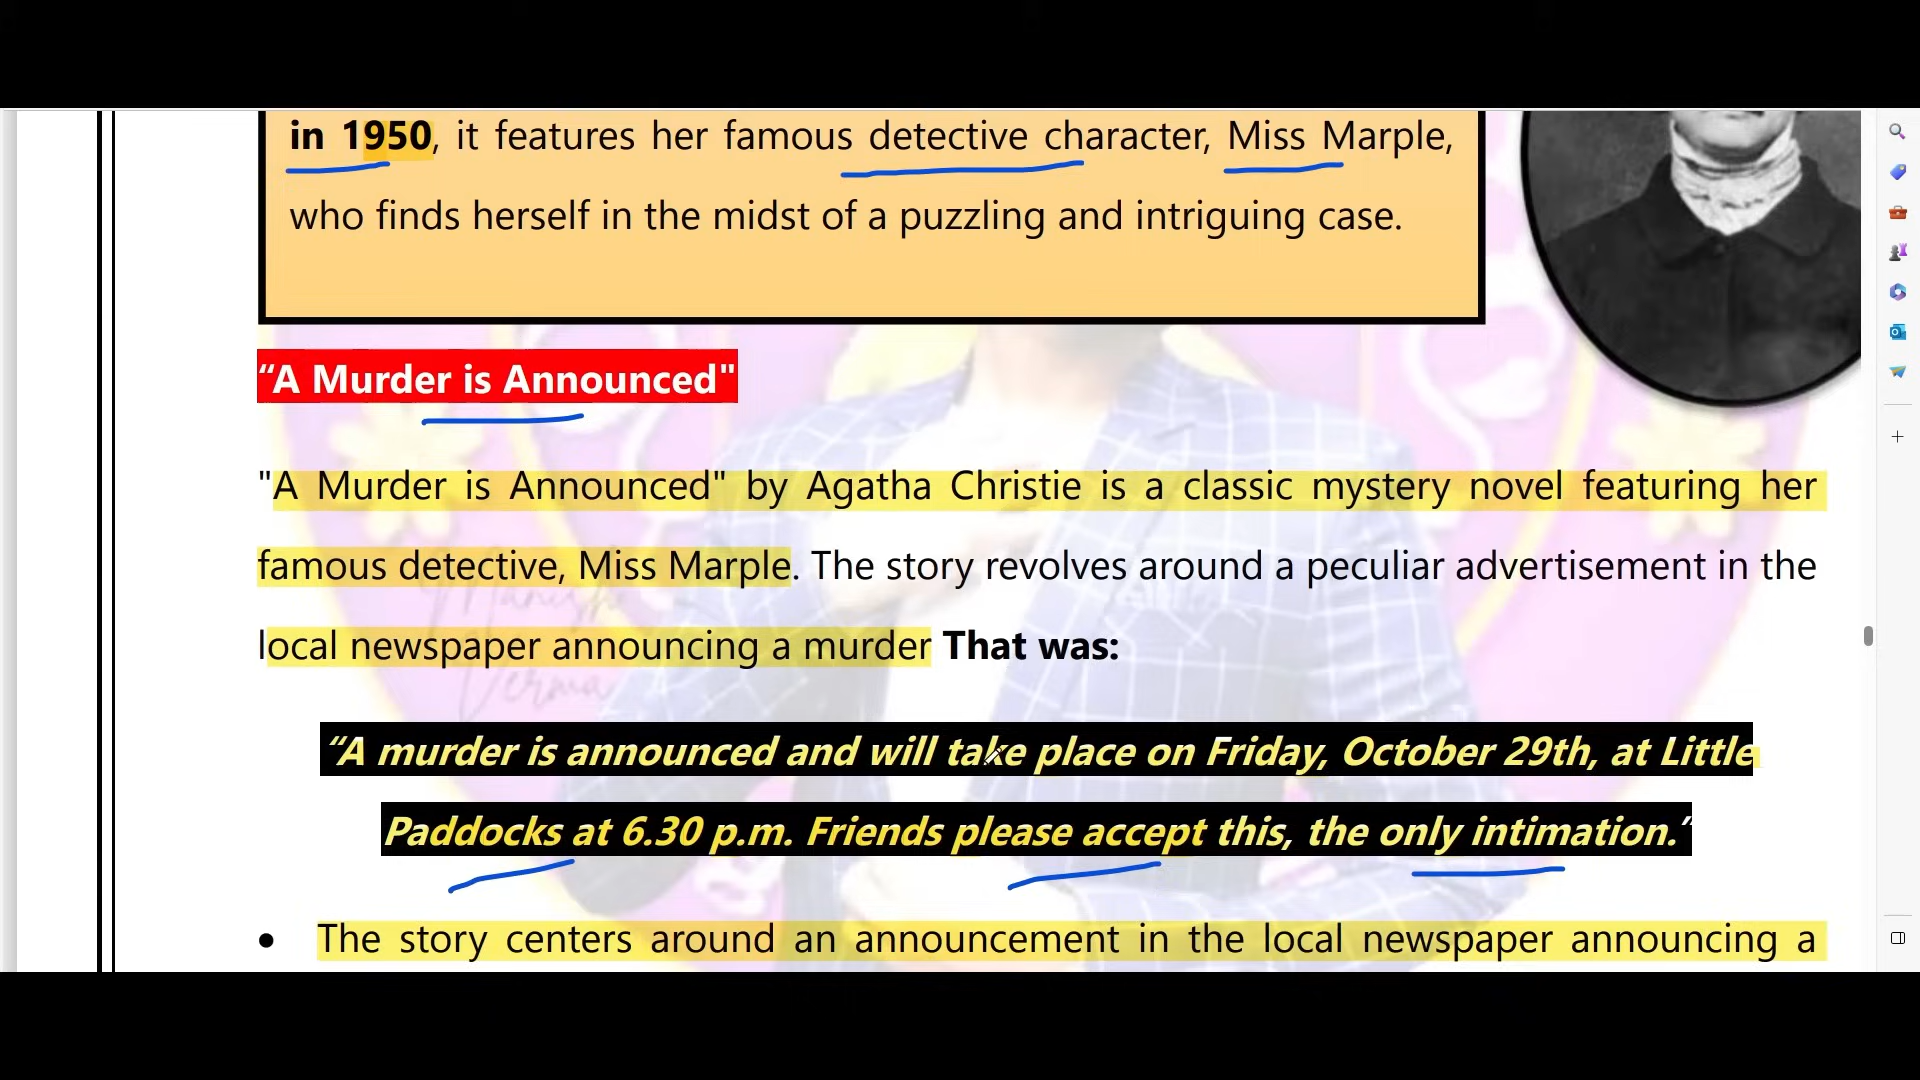 in 1950, it features her famous detective character, Miss Marple,
who finds herself in the midst of a puzzling and intriguing case.
“A Murder is Announced"
"A Murder is Announced" by Agatha Christie is a classic mystery novel featuring her
famous detective, Miss Marple. The story revolves around a peculiar advertisement in the
local newspaper announcing a murder That was:
“A murder is announced and will take place on Friday, October 29th, at Little
Paddocks at 6.30 p.m. Friends please accept this, the only intimation.”
• The story centers around an announcement in the local newspaper announcing a